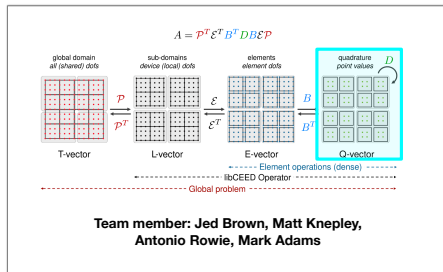 A = 𝒫ᵀℰᵀBᵀDBℰ𝒫
global domain
all (shared) dofs
sub-domains
device (local) dofs
elements
element dofs
quadrature
point values
D
𝒫
𝒫ᵀ
ℰ
ℰᵀ
B
Bᵀ
T-vector
L-vector
E-vector
Q-vector
Element operations (dense)
libCEED Operator
Global problem
Team member: Jed Brown, Matt Knepley,
Antonio Rowie, Mark Adams